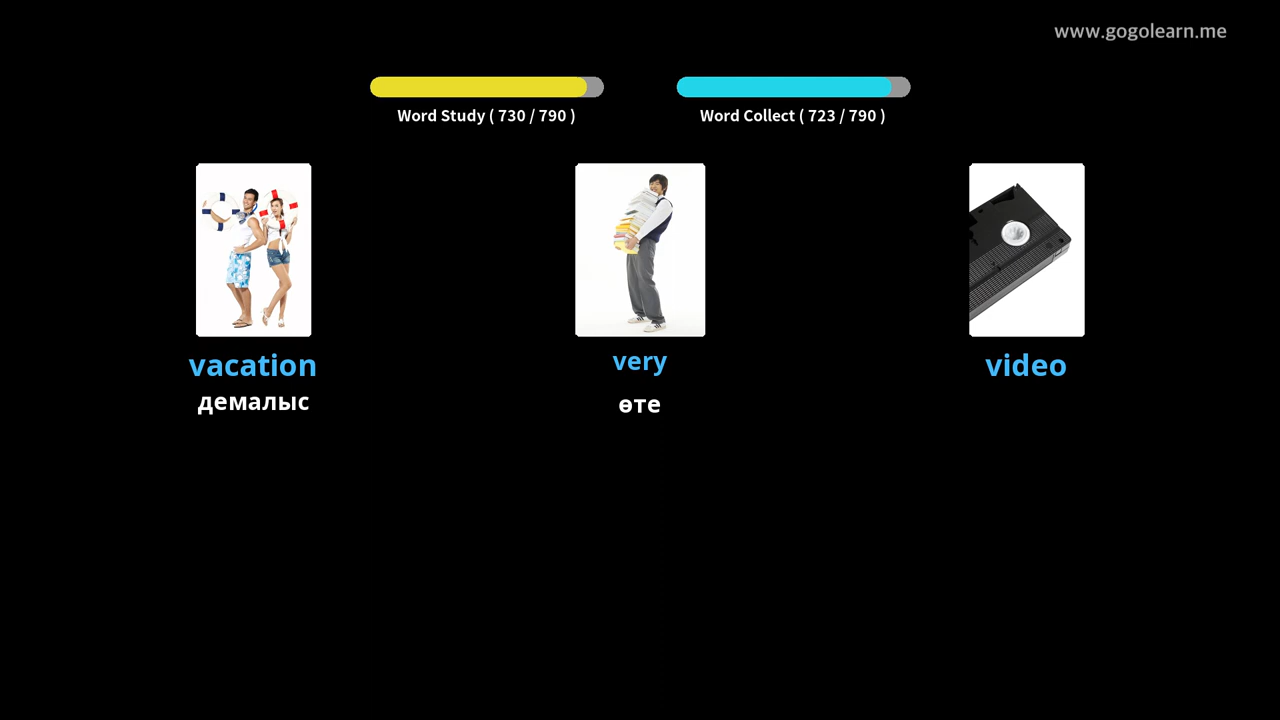 www.gogolearn.me
Word Study ( 730 / 790 )
Word Collect ( 723 / 790 )
vacation
демалыс
very
өте
video